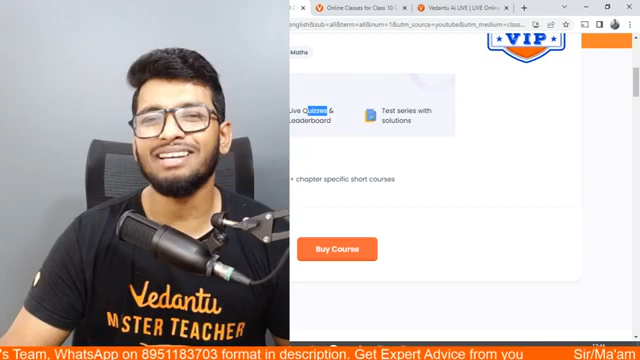 Online Classes for Class 10 C
Vedantu Ai LIVE | LIVE Onlin
english&sub=all&term=all&num=1&utm_source=youtube&utm_medium=class...
VIP
Maths
Live Quizzes &
Leaderboard
Test series with
solutions
+ chapter specific short courses
Buy Course
Vedantu
MASTER TEACHER
's Team, WhatsApp on 8951183703 format in description. Get Expert Advice from you
Sir/Ma'am